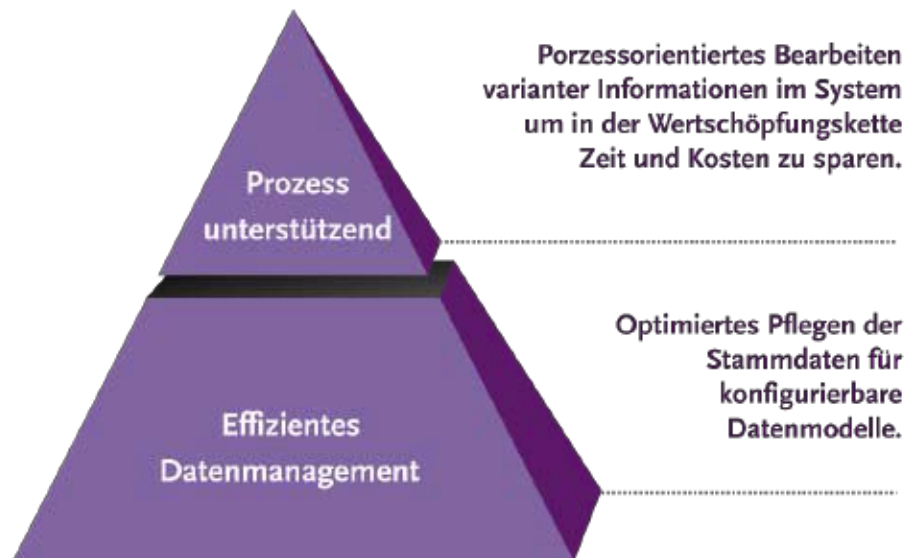 Porzessorientiertes Bearbeiten
varianter Informationen im System
um in der Wertschöpfungskette
Zeit und Kosten zu sparen.
Prozess
unterstützend
Optimiertes Pflegen der
Stammdaten für
konfigurierbare
Datenmodelle.
Effizientes
Datenmanagement